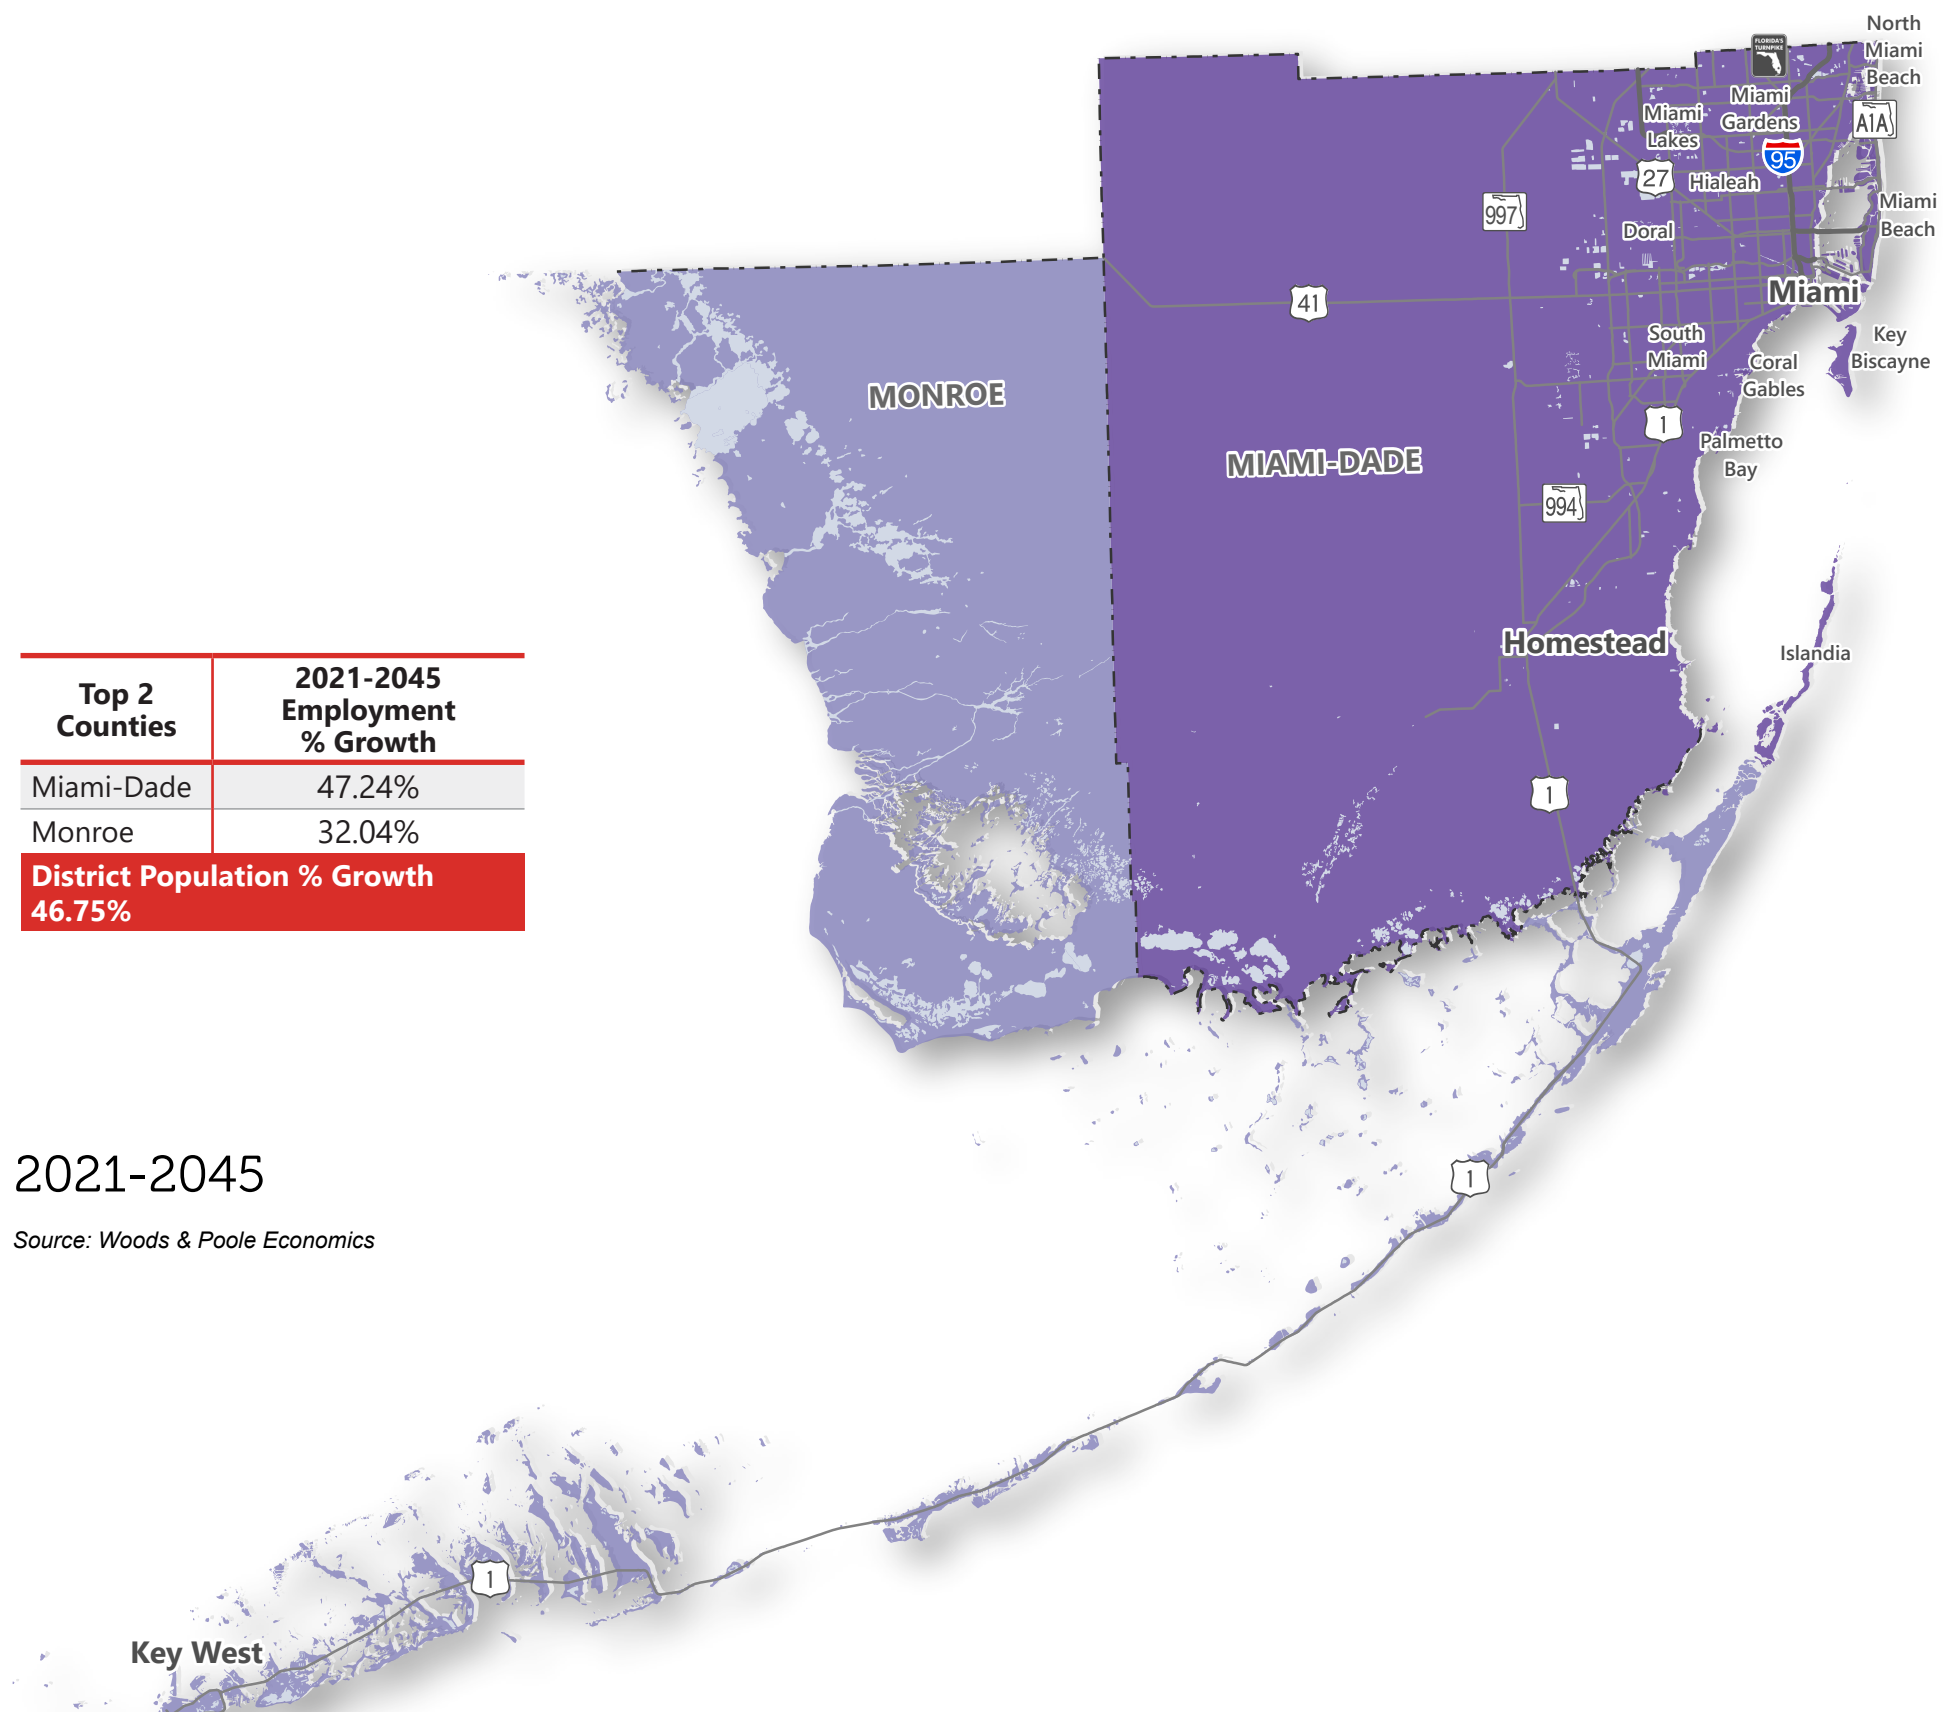 North
Miami
Beach
FLORIDA'S
TURNPIKE
Miami
Gardens
A1A
Miami
Lakes
95
27
Hialeah
997
Miami
Beach
Doral
Miami
41
South
Miami
Key
Biscayne
Coral
Gables
MONROE
1
Palmetto
Bay
MIAMI-DADE
994
Homestead
Islandia
Top 2
Counties
2021-2045
Employment
% Growth
Miami-Dade
47.24%
Monroe
32.04%
District Population % Growth
46.75%
1
2021-2045
1
Source: Woods & Poole Economics
1
Key West